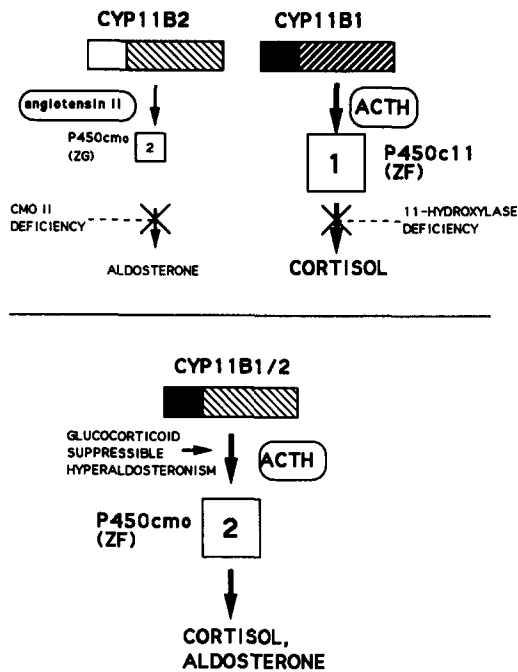 CYP11B2
CYP11B1
angiotensin II
ACTH
P450cmo
(ZG)
2
1
P450c11
(ZF)
CMO II
DEFICIENCY
11-HYDROXYLASE
DEFICIENCY
ALDOSTERONE
CORTISOL
CYP11B1/2
GLUCOCORTICOID
SUPPRESSIBLE
HYPERALDOSTERONISM
ACTH
P450cmo
(ZF)
2
CORTISOL,
ALDOSTERONE